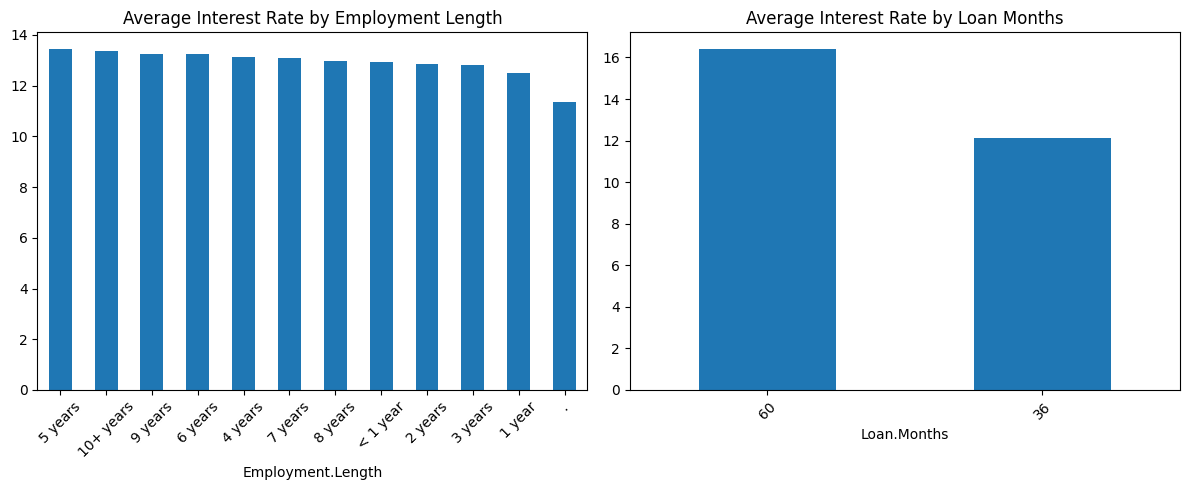 Average Interest Rate by Employment Length
14
12
10
8
6
4
2
0
5 years
10+ years
9 years
6 years
4 years
7 years
8 years
< 1 year
2 years
3 years
1 year
.
Employment.Length
Average Interest Rate by Loan Months
16
14
12
10
8
6
4
2
0
60
36
Loan.Months